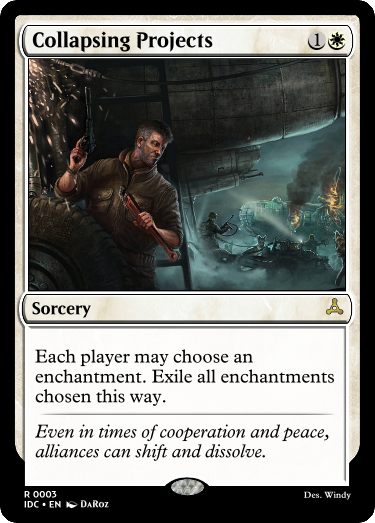 Collapsing Projects 1
Sorcery
Each player may choose an
enchantment. Exile all enchantments
chosen this way.
Even in times of cooperation and peace,
alliances can shift and dissolve.
R 0003
IDC • EN DaRoz
Des. Windy